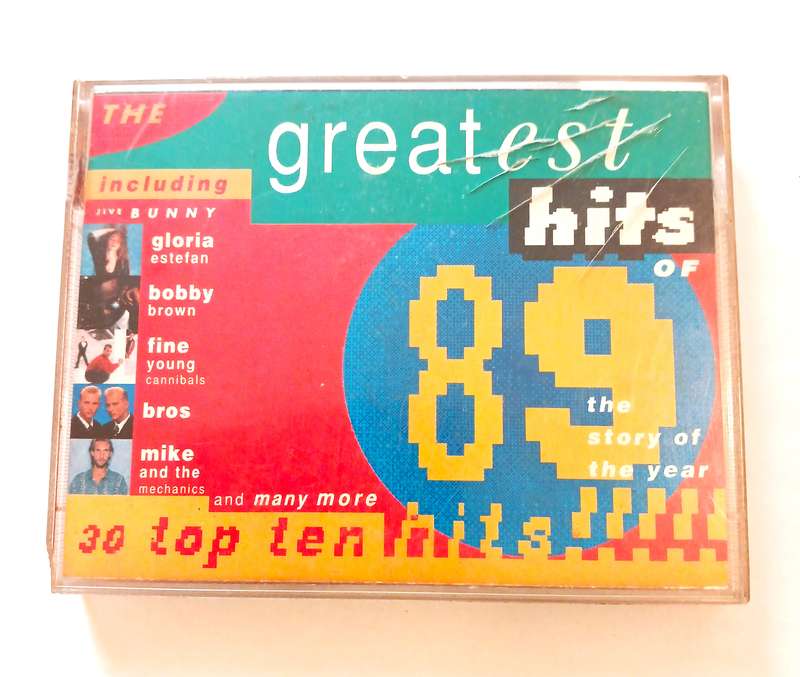 THE
greatest
hits
OF
89
the
story of
the year
including
JIVE BUNNY
gloria
estefan
bobby
brown
fine
young
cannibals
bros
mike
and the
mechanics
and many more
30 top ten hits!!!!!!